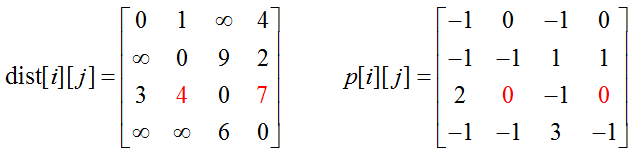 0 1 ∞ 4 -1 0 -1 0
∞ 0 9 2 -1 -1 1 1
dist[i][j]= p[i][j]=
3 4 0 7 2 0 -1 0
∞ ∞ 6 0 -1 -1 3 -1